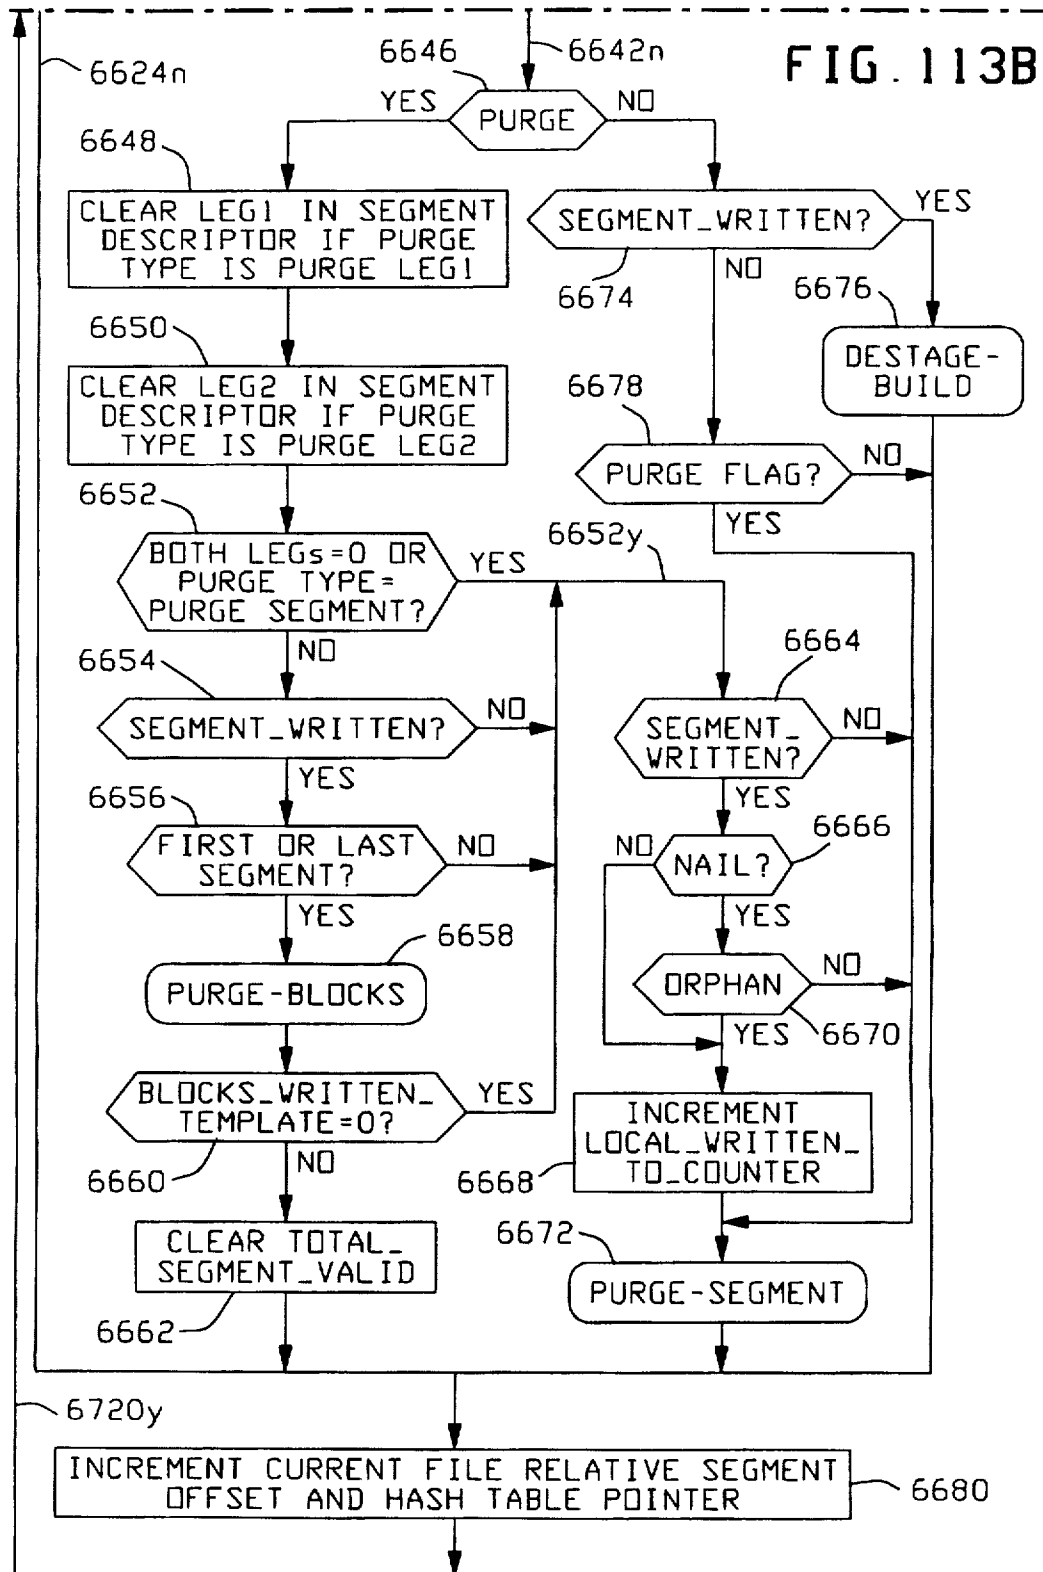 6624n
6646
6642n
FIG.113B
YES
PURGE
NO
6648
CLEAR LEG1 IN SEGMENT
DESCRIPTOR IF PURGE
TYPE IS PURGE LEG1
SEGMENT_WRITTEN?
YES
6674
NO
6676
DESTAGE-
BUILD
6650
CLEAR LEG2 IN SEGMENT
DESCRIPTOR IF PURGE
TYPE IS PURGE LEG2
6678
PURGE FLAG?
NO
YES
6652
BOTH LEGs=0 OR
PURGE TYPE=
PURGE SEGMENT?
YES
6652y
NO
6654
SEGMENT_WRITTEN?
NO
YES
6664
SEGMENT_
WRITTEN?
NO
YES
6656
FIRST OR LAST
SEGMENT?
NO
YES
6666
NO
NAIL?
YES
6658
PURGE-BLOCKS
ORPHAN
NO
YES
6670
BLOCKS_WRITTEN_
TEMPLATE=0?
YES
6660
NO
INCREMENT
LOCAL_WRITTEN_
TO_COUNTER
6668
CLEAR TOTAL_
SEGMENT_VALID
6662
6672
PURGE-SEGMENT
6720y
INCREMENT CURRENT FILE RELATIVE SEGMENT
OFFSET AND HASH TABLE POINTER
6680